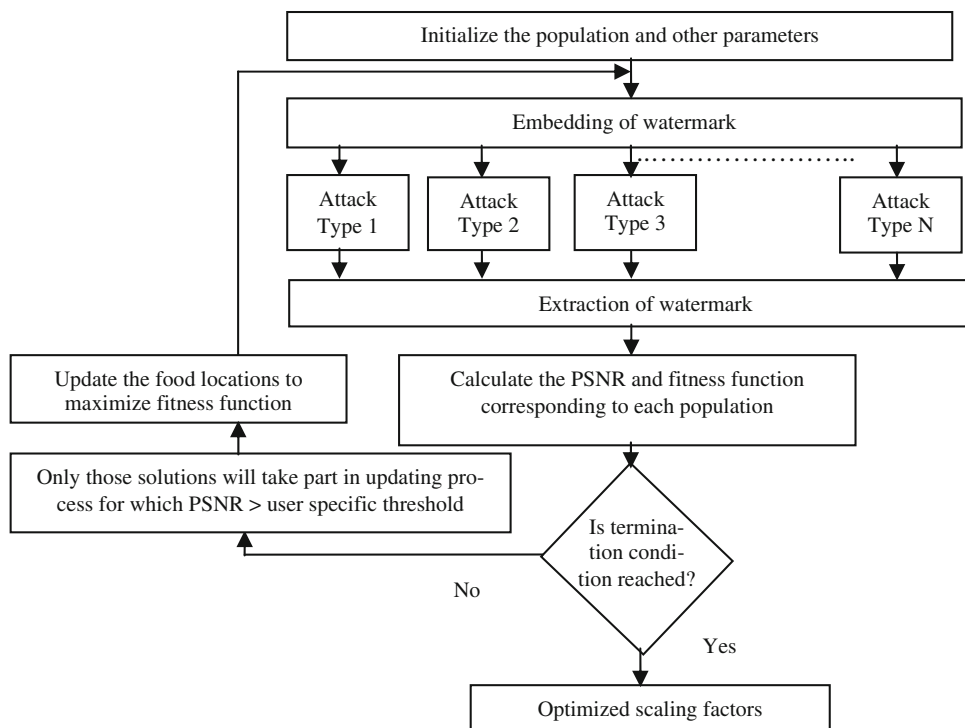 Initialize the population and other parameters
Embedding of watermark
Attack
Type 1
Attack
Type 2
Attack
Type 3
........................
Attack
Type N
Extraction of watermark
Update the food locations to
maximize fitness function
Calculate the PSNR and fitness function
corresponding to each population
Only those solutions will take part in updating pro-
cess for which PSNR > user specific threshold
Is termina-
tion condi-
tion reached?
No
Yes
Optimized scaling factors